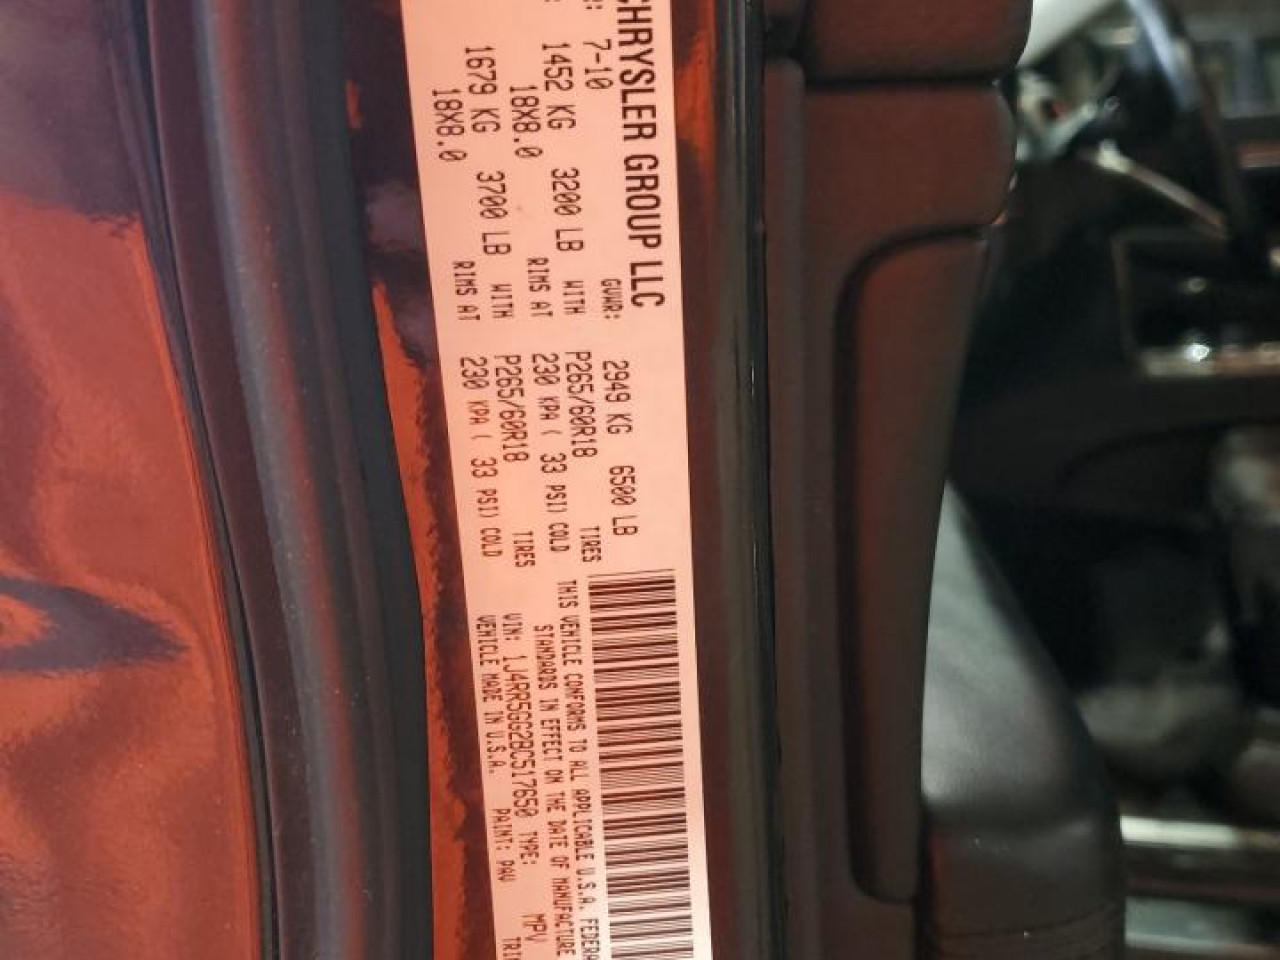 CHRYSLER GROUP LLC
7-10 GVWR: 2949 KG 6500 LB
1452 KG 3200 LB WITH P265/60R18 TIRES
18X8.0 RIMS AT 230 KPA ( 33 PSI) COLD
1679 KG 3700 LB WITH P265/60R18 TIRES
18X8.0 RIMS AT 230 KPA ( 33 PSI) COLD
THIS VEHICLE CONFORMS TO ALL APPLICABLE U.S.A.
STANDARDS IN EFFECT ON THE DATE OF MANUFACTURE
VIN: 1J4RR5GG2BC517650 TYPE: MPV
VEHICLE MADE IN U.S.A. PAINT: PAV